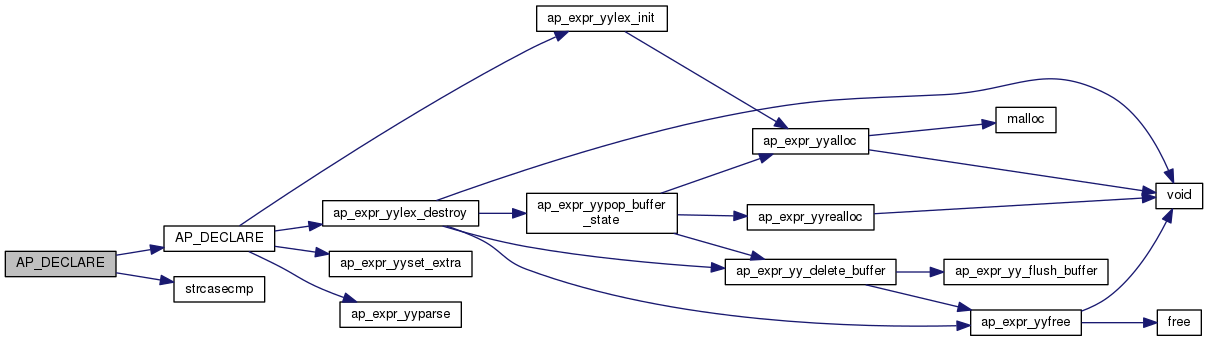 ap_expr_yylex_init
malloc
ap_expr_yyalloc
void
ap_expr_yylex_destroy
ap_expr_yypop_buffer
_state
ap_expr_yyrealloc
AP_DECLARE
AP_DECLARE
ap_expr_yyset_extra
ap_expr_yy_delete_buffer
ap_expr_yy_flush_buffer
strcasecmp
ap_expr_yyparse
ap_expr_yyfree
free